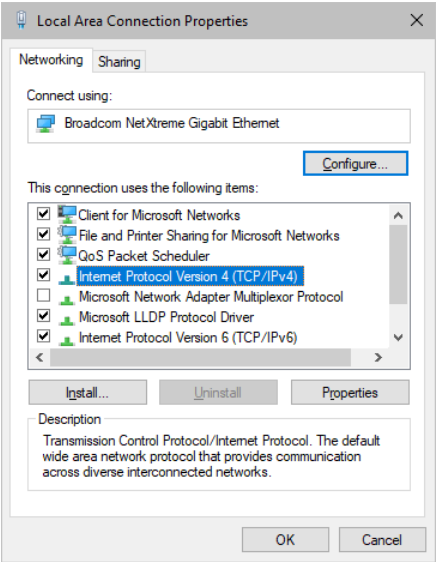 Local Area Connection Properties
Networking
Sharing
Connect using:
Broadcom NetXtreme Gigabit Ethernet
Configure...
This connection uses the following items:
Client for Microsoft Networks
File and Printer Sharing for Microsoft Networks
QoS Packet Scheduler
Internet Protocol Version 4 (TCP/IPv4)
Microsoft Network Adapter Multiplexor Protocol
Microsoft LLDP Protocol Driver
Internet Protocol Version 6 (TCP/IPv6)
Install...
Uninstall
Properties
Description
Transmission Control Protocol/Internet Protocol. The default
wide area network protocol that provides communication
across diverse interconnected networks.
OK
Cancel